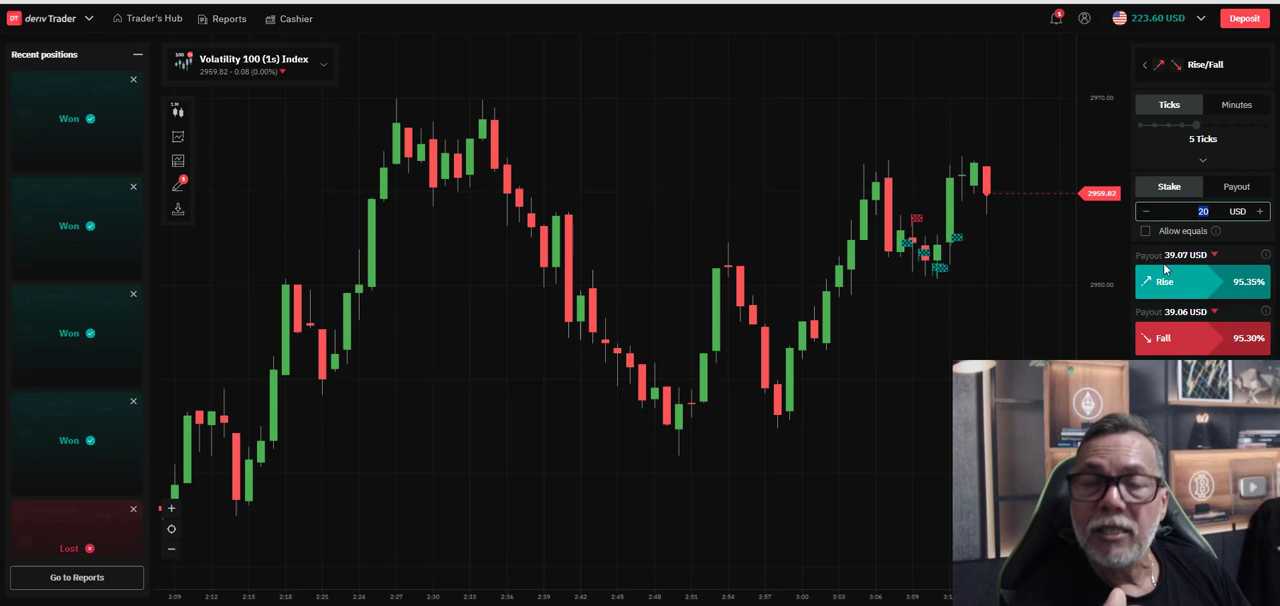 DT deriv Trader
Trader's Hub
Reports
Cashier
1
223.60 USD
Deposit
Recent positions
Won
Won
Won
Won
Lost
Go to Reports
100
Volatility 100 (1s) Index
2959.82 - 0.08 (0.00%)
1M
1
2970.00
2959.82
2950.00
Rise/Fall
Ticks
Minutes
5 Ticks
Stake
Payout
20
USD
Allow equals
Payout 39.07 USD
Rise
95.35%
Payout 39.06 USD
Fall
95.30%
2:09 2:12 2:15 2:18 2:21 2:24 2:27 2:30 2:33 2:36 2:39 2:42 2:45 2:48 2:51 2:54 2:57 3:00 3:03 3:06 3:09